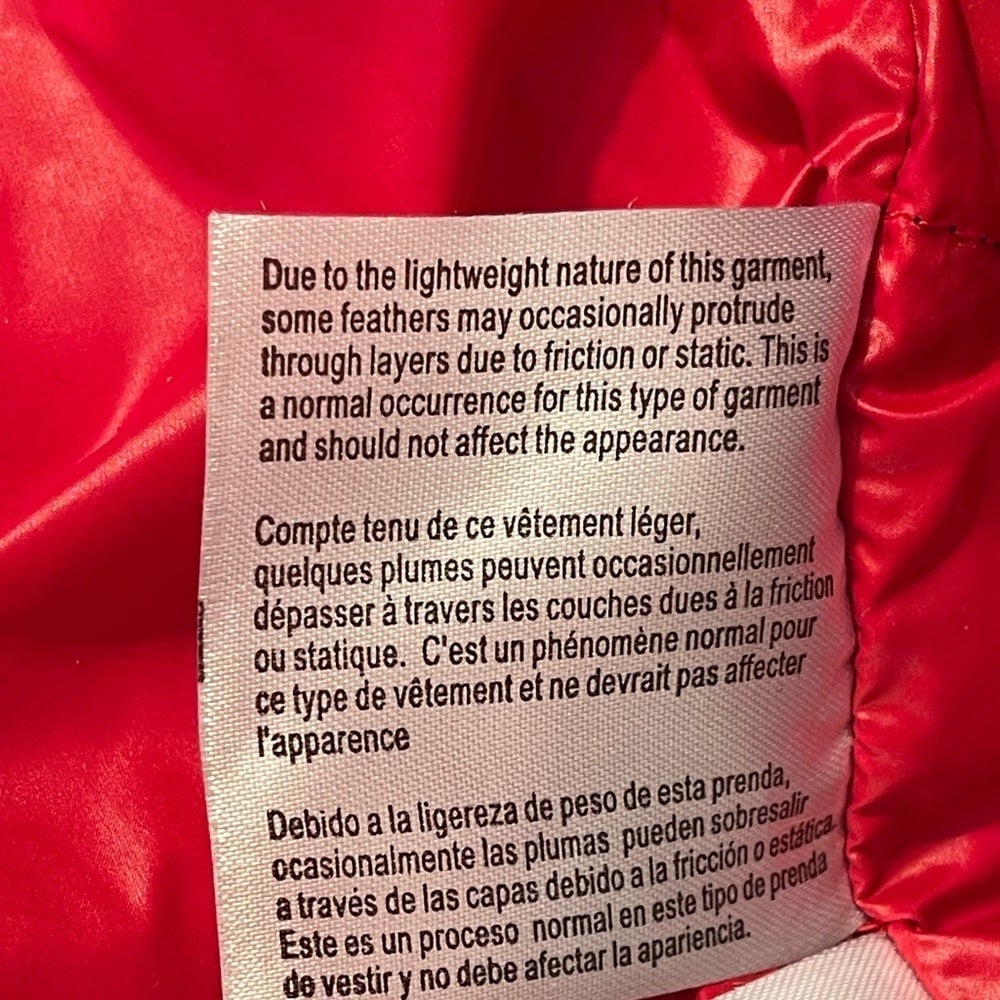 Due to the lightweight nature of this garment,
some feathers may occasionally protrude
through layers due to friction or static. This is
a normal occurrence for this type of garment
and should not affect the appearance.
Compte tenu de ce vêtement léger,
quelques plumes peuvent occasionnellement
dépasser à travers les couches dues à la friction
ou statique. C'est un phénomène normal pour
ce type de vêtement et ne devrait pas affecter
l'apparence
Debido a la ligereza de peso de esta prenda,
ocasionalmente las plumas pueden sobresalir
a través de las capas debido a la fricción o estática.
Este es un proceso normal en este tipo de prenda
de vestir y no debe afectar la apariencia.